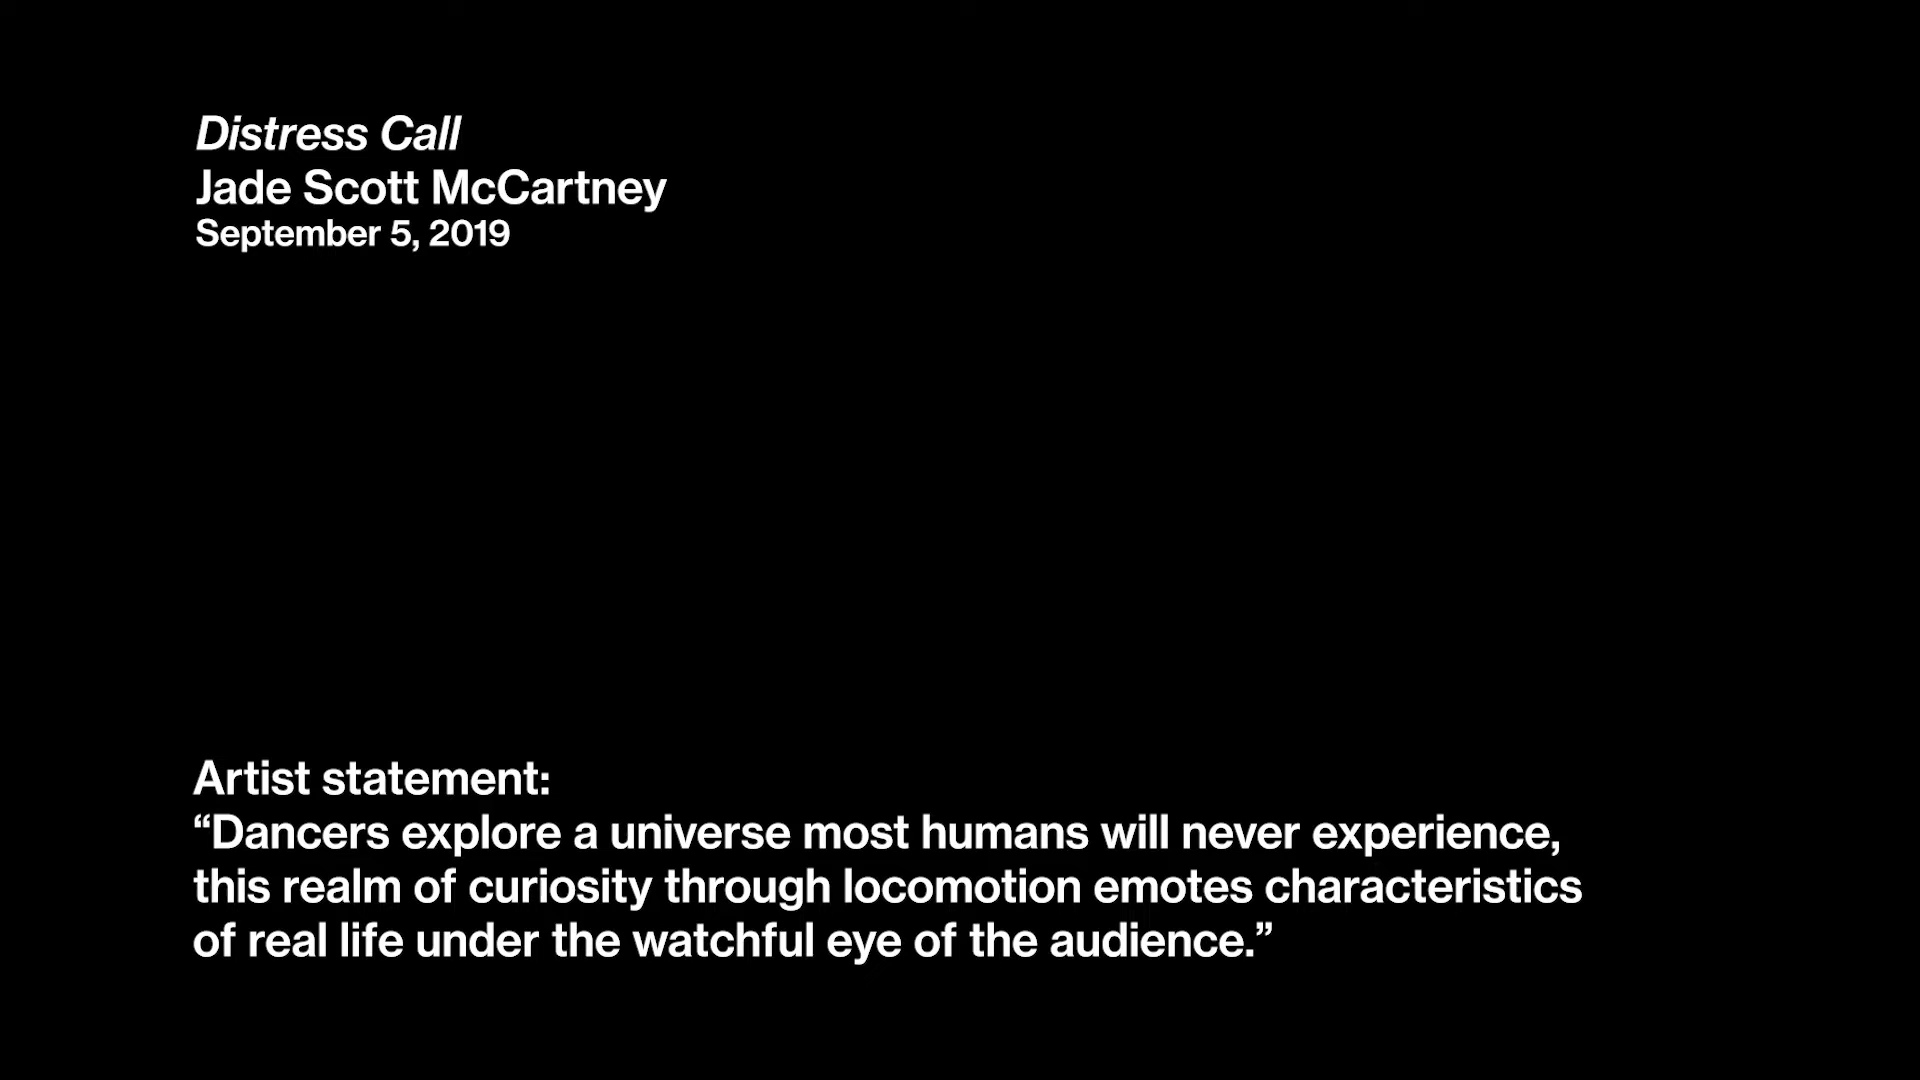 Distress Call
Jade Scott McCartney
September 5, 2019
Artist statement:
“Dancers explore a universe most humans will never experience,
this realm of curiosity through locomotion emotes characteristics
of real life under the watchful eye of the audience.”